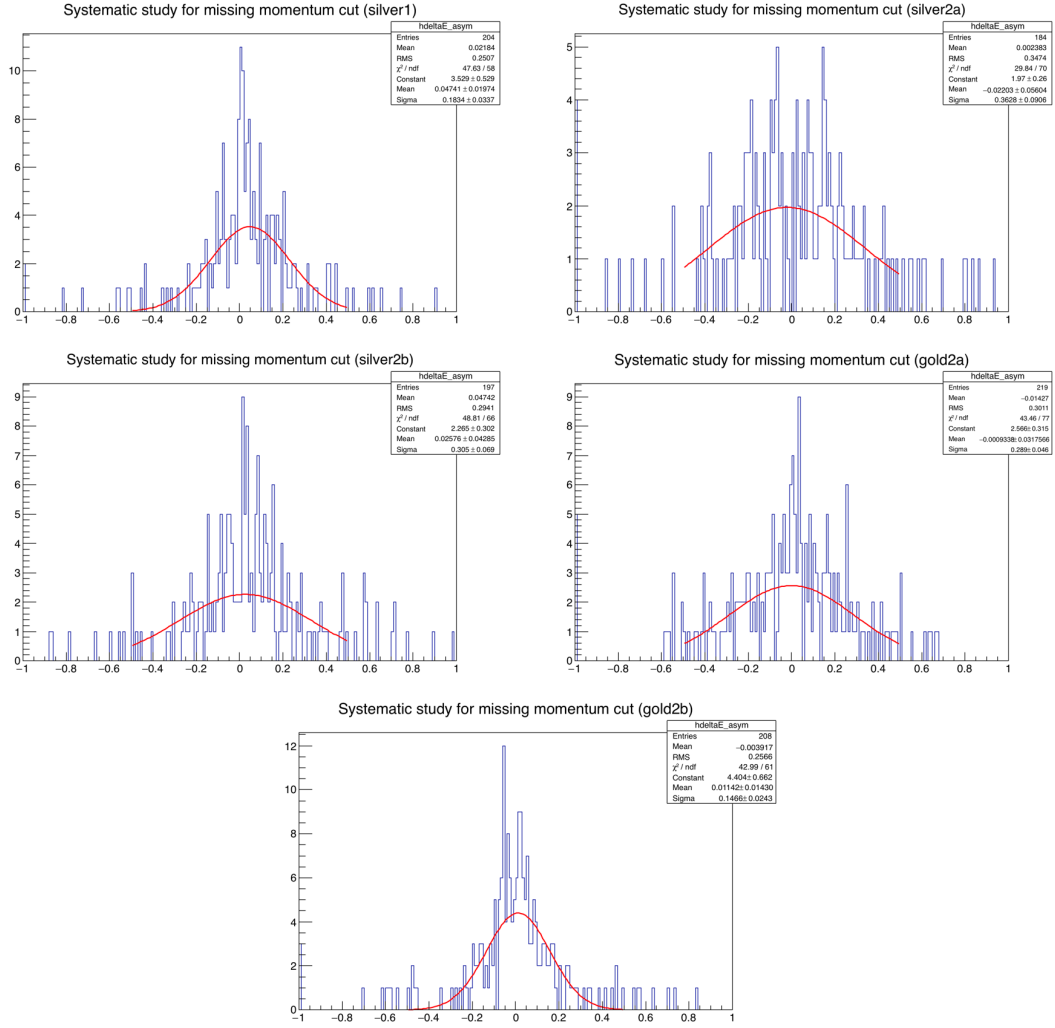 Systematic study for missing momentum cut (silver1)
hdeltaE_asym
Entries 204
Mean 0.02184
RMS 0.2507
χ² / ndf 47.63 / 58
Constant 3.529 ± 0.529
Mean 0.04741 ± 0.01974
Sigma 0.1834 ± 0.0337
10
8
6
4
2
0
−1 −0.8 −0.6 −0.4 −0.2 0 0.2 0.4 0.6 0.8 1
Systematic study for missing momentum cut (silver2a)
hdeltaE_asym
Entries 184
Mean 0.002383
RMS 0.3474
χ² / ndf 29.84 / 70
Constant 1.97 ± 0.26
Mean −0.02203 ± 0.05604
Sigma 0.3628 ± 0.0906
5
4
3
2
1
0
−1 −0.8 −0.6 −0.4 −0.2 0 0.2 0.4 0.6 0.8 1
Systematic study for missing momentum cut (silver2b)
hdeltaE_asym
Entries 197
Mean 0.04742
RMS 0.2941
χ² / ndf 48.81 / 66
Constant 2.265 ± 0.302
Mean 0.02576 ± 0.04285
Sigma 0.305 ± 0.069
9
8
7
6
5
4
3
2
1
0
−1 −0.8 −0.6 −0.4 −0.2 0 0.2 0.4 0.6 0.8 1
Systematic study for missing momentum cut (gold2a)
hdeltaE_asym
Entries 219
Mean −0.01427
RMS 0.3011
χ² / ndf 43.46 / 77
Constant 2.566 ± 0.315
Mean −0.0009338 ± 0.0317566
Sigma 0.289 ± 0.046
9
8
7
6
5
4
3
2
1
0
−1 −0.8 −0.6 −0.4 −0.2 0 0.2 0.4 0.6 0.8 1
Systematic study for missing momentum cut (gold2b)
hdeltaE_asym
Entries 208
Mean −0.003917
RMS 0.2566
χ² / ndf 42.99 / 61
Constant 4.404 ± 0.662
Mean 0.01142 ± 0.01430
Sigma 0.1466 ± 0.0243
12
10
8
6
4
2
0
−1 −0.8 −0.6 −0.4 −0.2 0 0.2 0.4 0.6 0.8 1